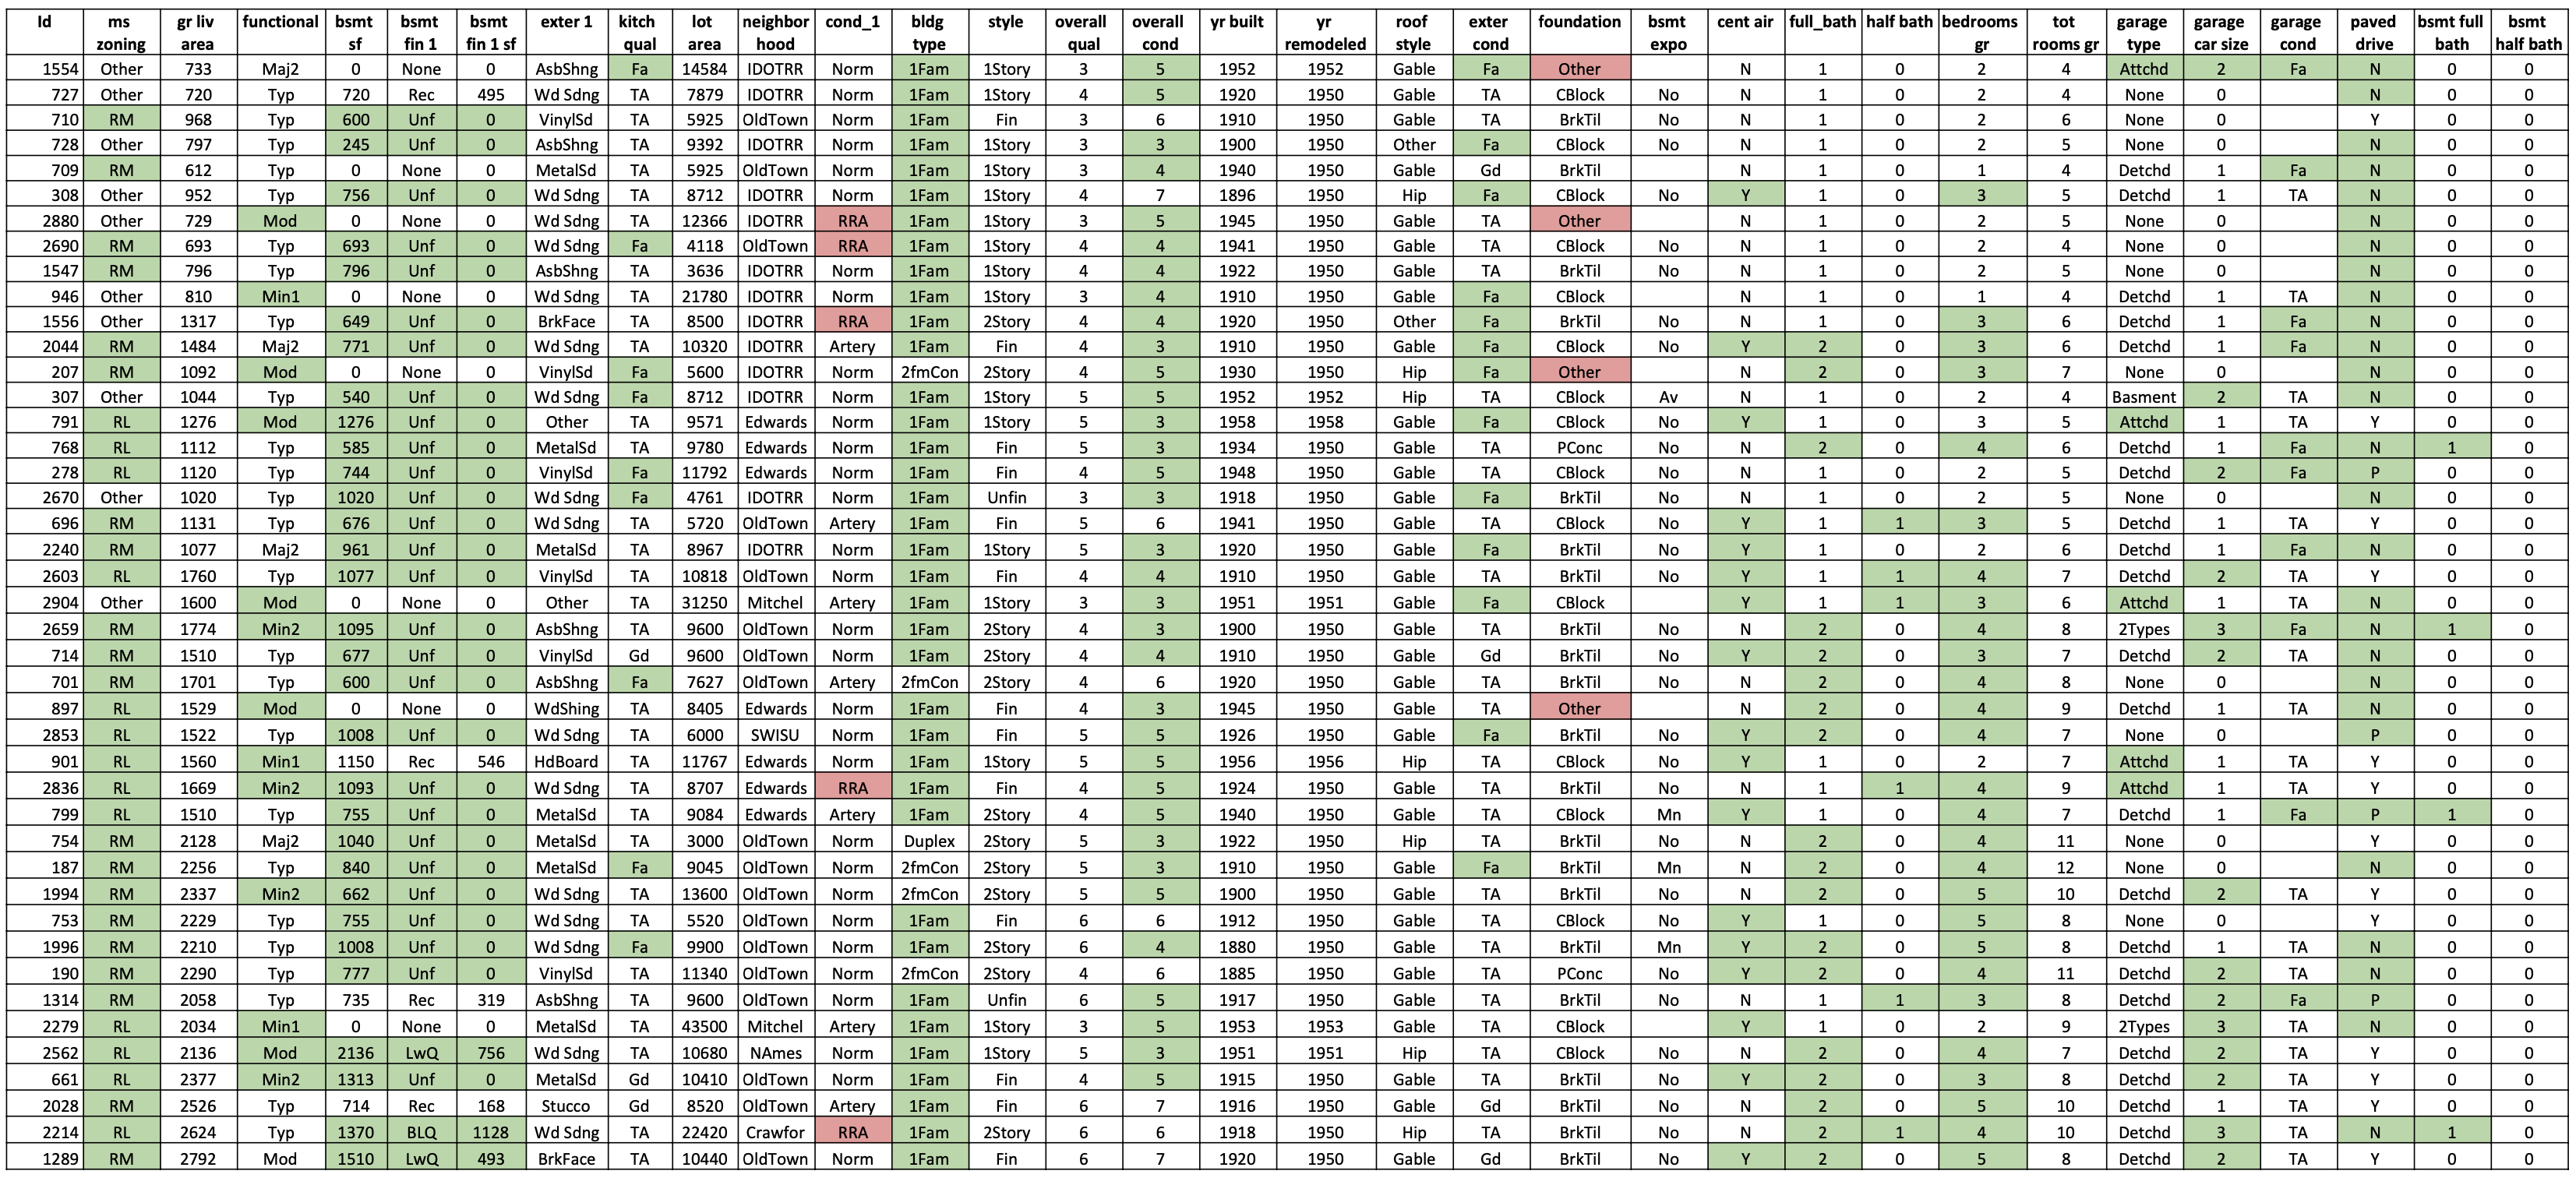 Id ms zoning gr liv area functional bsmt sf bsmt fin 1 bsmt fin 1 sf exter 1 kitch qual lot area neighbor hood cond_1 bldg type style overall qual overall cond yr built yr remodeled roof style exter cond foundation bsmt expo cent air full_bath half bath bedrooms gr tot rooms gr garage type garage car size garage cond paved drive bsmt full bath bsmt half bath
1554 Other 733 Maj2 0 None 0 AsbShng Fa 14584 IDOTRR Norm 1Fam 1Story 3 5 1952 1952 Gable Fa Other N 1 0 2 4 Attchd 2 Fa N 0 0
727 Other 720 Typ 720 Rec 495 Wd Sdng TA 7879 IDOTRR Norm 1Fam 1Story 4 5 1920 1950 Gable TA CBlock No N 1 0 2 4 None 0 N 0 0
710 RM 968 Typ 600 Unf 0 VinylSd TA 5925 OldTown Norm 1Fam Fin 3 6 1910 1950 Gable TA BrkTil No N 1 0 2 6 None 0 Y 0 0
728 Other 797 Typ 245 Unf 0 AsbShng TA 9392 IDOTRR Norm 1Fam 1Story 3 3 1900 1950 Other Fa CBlock No N 1 0 2 5 None 0 N 0 0
709 RM 612 Typ 0 None 0 MetalSd TA 5925 OldTown Norm 1Fam 1Story 3 4 1940 1950 Gable Gd BrkTil N 1 0 1 4 Detchd 1 Fa N 0 0
308 Other 952 Typ 756 Unf 0 Wd Sdng TA 8712 IDOTRR Norm 1Fam 1Story 4 7 1896 1950 Hip Fa CBlock No Y 1 0 3 5 Detchd 1 TA N 0 0
2880 Other 729 Mod 0 None 0 Wd Sdng TA 12366 IDOTRR RRA 1Fam 1Story 3 5 1945 1950 Gable TA Other N 1 0 2 5 None 0 N 0 0
2690 RM 693 Typ 693 Unf 0 Wd Sdng Fa 4118 OldTown RRA 1Fam 1Story 4 4 1941 1950 Gable TA CBlock No N 1 0 2 4 None 0 N 0 0
1547 RM 796 Typ 796 Unf 0 AsbShng TA 3636 IDOTRR Norm 1Fam 1Story 4 4 1922 1950 Gable TA BrkTil No N 1 0 2 5 None 0 N 0 0
946 Other 810 Min1 0 None 0 Wd Sdng TA 21780 IDOTRR Norm 1Fam 1Story 3 4 1910 1950 Gable Fa CBlock N 1 0 1 4 Detchd 1 TA N 0 0
1556 Other 1317 Typ 649 Unf 0 BrkFace TA 8500 IDOTRR RRA 1Fam 2Story 4 4 1920 1950 Other Fa BrkTil No N 1 0 3 6 Detchd 1 Fa N 0 0
2044 RM 1484 Maj2 771 Unf 0 Wd Sdng TA 10320 IDOTRR Artery 1Fam Fin 4 3 1910 1950 Gable Fa CBlock No Y 2 0 3 6 Detchd 1 Fa N 0 0
207 RM 1092 Mod 0 None 0 VinylSd Fa 5600 IDOTRR Norm 2fmCon 2Story 4 5 1930 1950 Hip Fa Other N 2 0 3 7 None 0 N 0 0
307 Other 1044 Typ 540 Unf 0 Wd Sdng Fa 8712 IDOTRR Norm 1Fam 1Story 5 5 1952 1952 Hip TA CBlock Av N 1 0 2 4 Basment 2 TA N 0 0
791 RL 1276 Mod 1276 Unf 0 Other TA 9571 Edwards Norm 1Fam 1Story 5 3 1958 1958 Gable Fa CBlock No Y 1 0 3 5 Attchd 1 TA Y 0 0
768 RL 1112 Typ 585 Unf 0 MetalSd TA 9780 Edwards Norm 1Fam Fin 5 3 1934 1950 Gable TA PConc No N 2 0 4 6 Detchd 1 Fa N 1 0
278 RL 1120 Typ 744 Unf 0 VinylSd Fa 11792 Edwards Norm 1Fam Fin 4 5 1948 1950 Gable TA CBlock No N 1 0 2 5 Detchd 2 Fa P 0 0
2670 Other 1020 Typ 1020 Unf 0 Wd Sdng Fa 4761 IDOTRR Norm 1Fam Unfin 3 3 1918 1950 Gable Fa BrkTil No N 1 0 2 5 None 0 N 0 0
696 RM 1131 Typ 676 Unf 0 Wd Sdng TA 5720 OldTown Artery 1Fam Fin 5 6 1941 1950 Gable TA CBlock No Y 1 1 3 5 Detchd 1 TA Y 0 0
2240 RM 1077 Maj2 961 Unf 0 MetalSd TA 8967 IDOTRR Norm 1Fam 1Story 5 3 1920 1950 Gable Fa BrkTil No Y 1 0 2 6 Detchd 1 Fa N 0 0
2603 RL 1760 Typ 1077 Unf 0 VinylSd TA 10818 OldTown Norm 1Fam Fin 4 4 1910 1950 Gable TA BrkTil No Y 1 1 4 7 Detchd 2 TA Y 0 0
2904 Other 1600 Mod 0 None 0 Other TA 31250 Mitchel Artery 1Fam 1Story 3 3 1951 1951 Gable Fa CBlock Y 1 1 3 6 Attchd 1 TA N 0 0
2659 RM 1774 Min2 1095 Unf 0 AsbShng TA 9600 OldTown Norm 1Fam 2Story 4 3 1900 1950 Gable TA BrkTil No N 2 0 4 8 2Types 3 Fa N 1 0
714 RM 1510 Typ 677 Unf 0 VinylSd Gd 9600 OldTown Norm 1Fam 2Story 4 4 1910 1950 Gable Gd BrkTil No Y 2 0 3 7 Detchd 2 TA N 0 0
701 RM 1701 Typ 600 Unf 0 AsbShng Fa 7627 OldTown Artery 2fmCon 2Story 4 6 1920 1950 Gable TA BrkTil No N 2 0 4 8 None 0 N 0 0
897 RL 1529 Mod 0 None 0 WdShing TA 8405 Edwards Norm 1Fam Fin 4 3 1945 1950 Gable TA Other N 2 0 4 9 Detchd 1 TA N 0 0
2853 RL 1522 Typ 1008 Unf 0 Wd Sdng TA 6000 SWISU Norm 1Fam Fin 5 5 1926 1950 Gable Fa BrkTil No Y 2 0 4 7 None 0 P 0 0
901 RL 1560 Min1 1150 Rec 546 HdBoard TA 11767 Edwards Norm 1Fam 1Story 5 5 1956 1956 Hip TA CBlock No Y 1 0 2 7 Attchd 1 TA Y 0 0
2836 RL 1669 Min2 1093 Unf 0 Wd Sdng TA 8707 Edwards RRA 1Fam Fin 4 5 1924 1950 Gable TA BrkTil No N 1 1 4 9 Attchd 1 TA Y 0 0
799 RL 1510 Typ 755 Unf 0 MetalSd TA 9084 Edwards Artery 1Fam 2Story 4 5 1940 1950 Gable TA CBlock Mn Y 1 0 4 7 Detchd 1 Fa P 1 0
754 RM 2128 Maj2 1040 Unf 0 MetalSd TA 3000 OldTown Norm Duplex 2Story 5 3 1922 1950 Hip TA BrkTil No N 2 0 4 11 None 0 Y 0 0
187 RM 2256 Typ 840 Unf 0 MetalSd Fa 9045 OldTown Norm 2fmCon 2Story 5 3 1910 1950 Gable Fa BrkTil Mn N 2 0 4 12 None 0 N 0 0
1994 RM 2337 Min2 662 Unf 0 Wd Sdng TA 13600 OldTown Norm 2fmCon 2Story 5 5 1900 1950 Gable TA BrkTil No N 2 0 5 10 Detchd 2 TA Y 0 0
753 RM 2229 Typ 755 Unf 0 Wd Sdng TA 5520 OldTown Norm 1Fam Fin 6 6 1912 1950 Gable TA CBlock No Y 1 0 5 8 None 0 Y 0 0
1996 RM 2210 Typ 1008 Unf 0 Wd Sdng Fa 9900 OldTown Norm 1Fam 2Story 6 4 1880 1950 Gable TA BrkTil Mn Y 2 0 5 8 Detchd 1 TA N 0 0
190 RM 2290 Typ 777 Unf 0 VinylSd TA 11340 OldTown Norm 2fmCon 2Story 4 6 1885 1950 Gable TA PConc No Y 2 0 4 11 Detchd 2 TA N 0 0
1314 RM 2058 Typ 735 Rec 319 AsbShng TA 9600 OldTown Norm 1Fam Unfin 6 5 1917 1950 Gable TA BrkTil No N 1 1 3 8 Detchd 2 Fa P 0 0
2279 RL 2034 Min1 0 None 0 MetalSd TA 43500 Mitchel Artery 1Fam 1Story 3 5 1953 1953 Gable TA CBlock Y 1 0 2 9 2Types 3 TA N 0 0
2562 RL 2136 Mod 2136 LwQ 756 Wd Sdng TA 10680 NAmes Norm 1Fam 1Story 5 3 1951 1951 Hip TA CBlock No N 2 0 4 7 Detchd 2 TA Y 0 0
661 RL 2377 Min2 1313 Unf 0 MetalSd Gd 10410 OldTown Norm 1Fam Fin 4 5 1915 1950 Gable TA BrkTil No Y 2 0 3 8 Detchd 2 TA Y 0 0
2028 RM 2526 Typ 714 Rec 168 Stucco Gd 8520 OldTown Artery 1Fam Fin 6 7 1916 1950 Gable Gd BrkTil No N 2 0 5 10 Detchd 1 TA Y 0 0
2214 RL 2624 Typ 1370 BLQ 1128 Wd Sdng TA 22420 Crawfor RRA 1Fam 2Story 6 6 1918 1950 Hip TA BrkTil No N 2 1 4 10 Detchd 3 TA N 1 0
1289 RM 2792 Mod 1510 LwQ 493 BrkFace TA 10440 OldTown Norm 1Fam Fin 6 7 1920 1950 Gable Gd BrkTil No Y 2 0 5 8 Detchd 2 TA Y 0 0